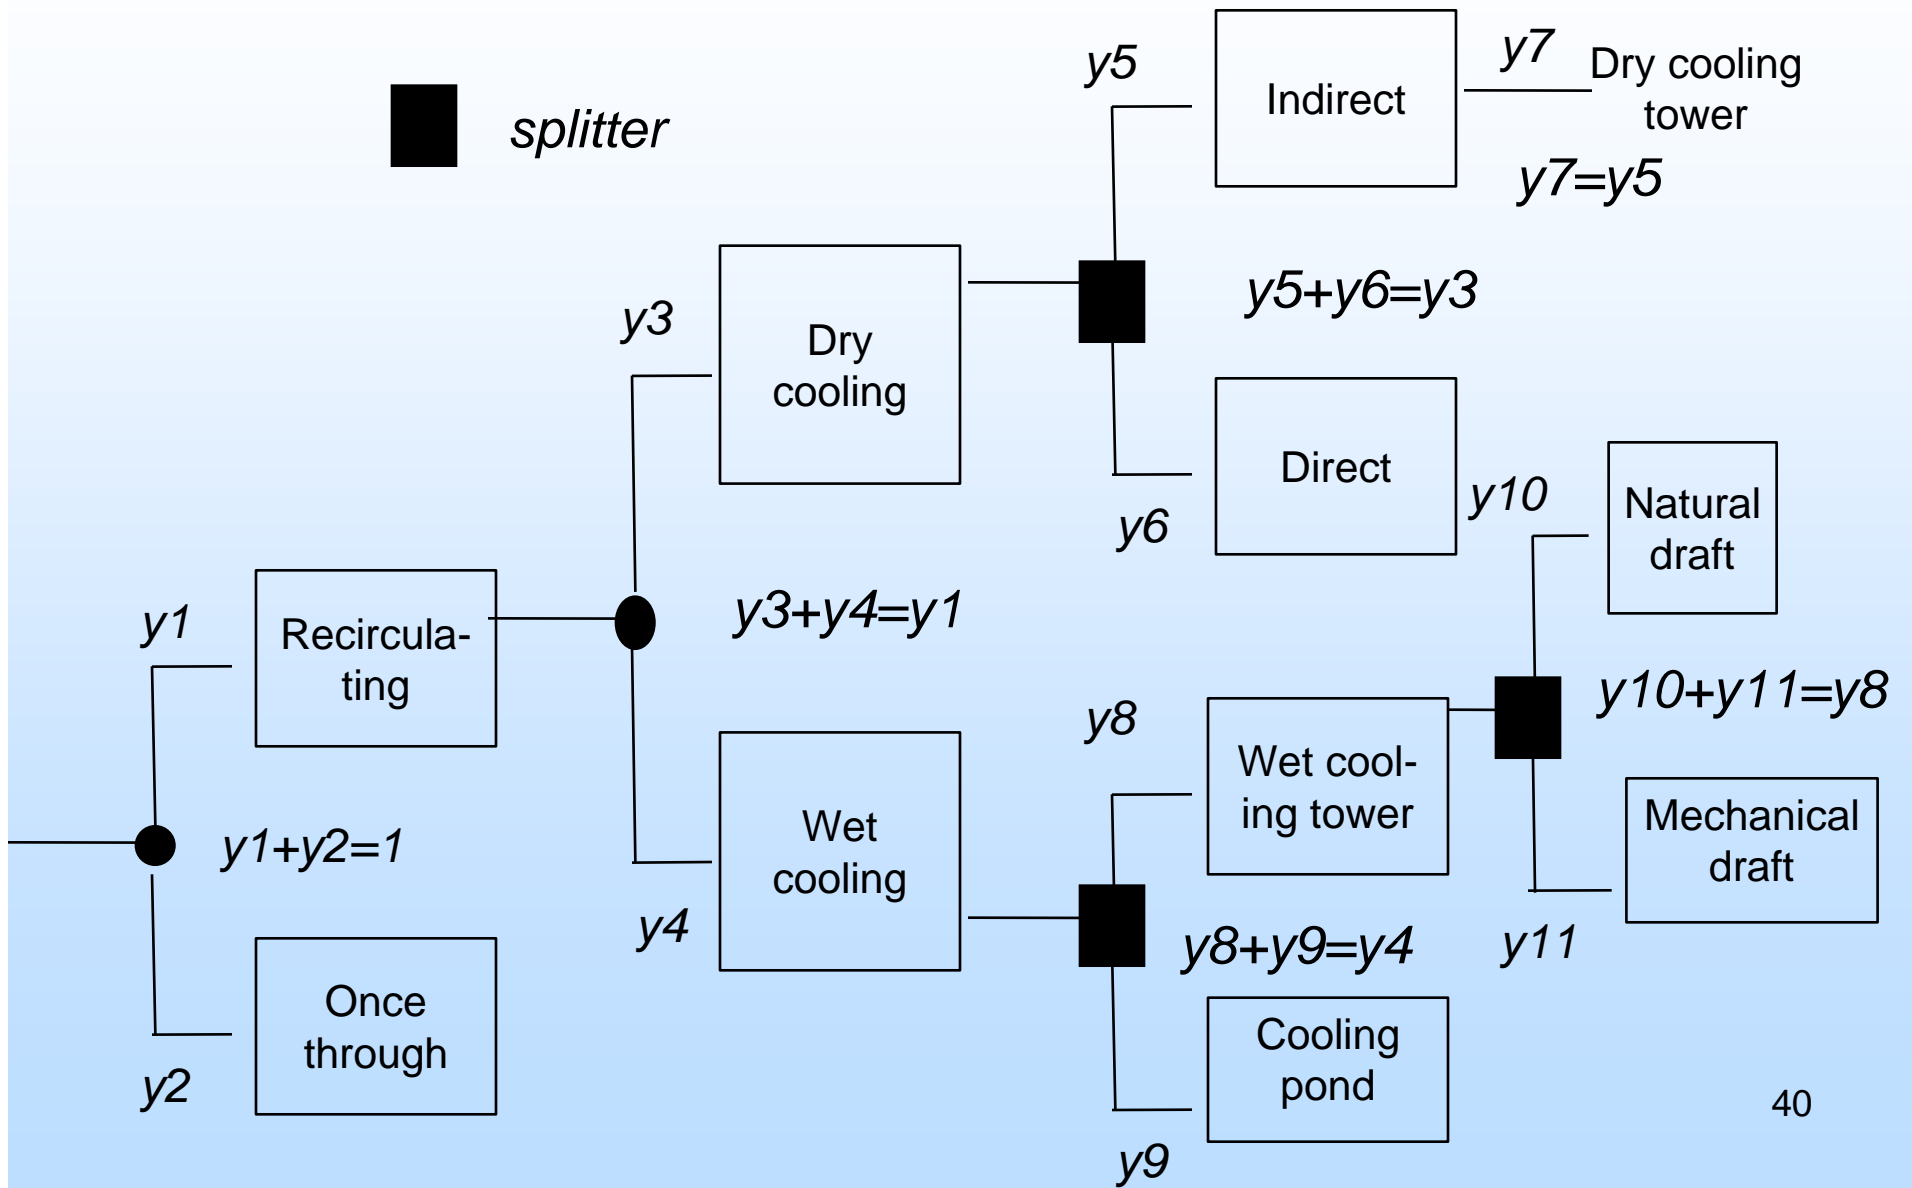 splitter
y5
Indirect
y7
Dry cooling
tower
y7=y5
y3
Dry
cooling
y5+y6=y3
y6
Direct
y10
Natural
draft
y1
Recircula-
ting
y3+y4=y1
y8
Wet cool-
ing tower
y10+y11=y8
y1+y2=1
y4
Wet
cooling
y8+y9=y4
y11
Mechanical
draft
y2
Once
through
y9
Cooling
pond
40